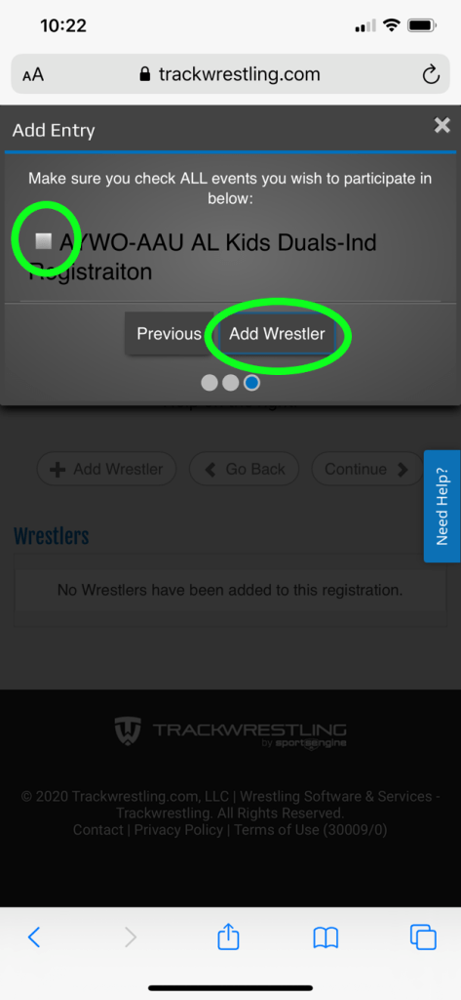 10:22
AA trackwrestling.com
Add Entry
Make sure you check ALL events you wish to participate in
below:
AYWO-AAU AL Kids Duals-Ind
Registraiton
Previous Add Wrestler
Add Wrestler Go Back Continue
Need Help?
Wrestlers
No Wrestlers have been added to this registration.
TRACKWRESTLING
by sportsengine
© 2020 Trackwrestling.com, LLC | Wrestling Software & Services -
Trackwrestling. All Rights Reserved.
Contact | Privacy Policy | Terms of Use (30009/0)